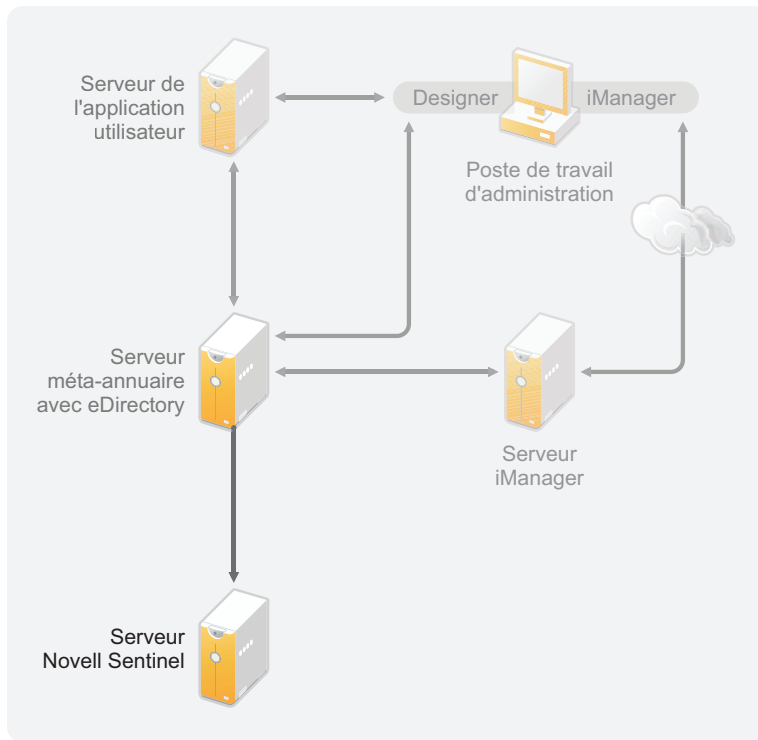 Serveur de
l'application
utilisateur
Designer
iManager
Poste de travail
d'administration
Serveur
méta-annuaire
avec eDirectory
Serveur
iManager
Serveur
Novell Sentinel